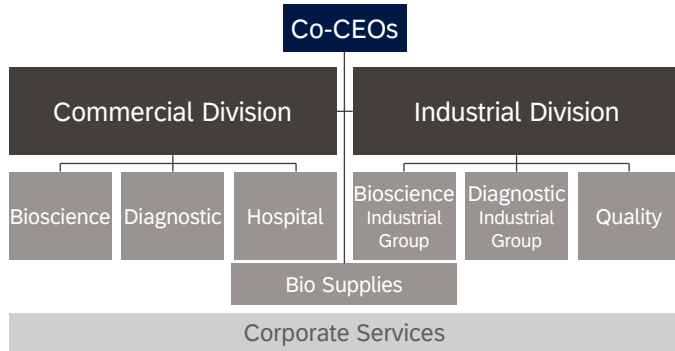 Co-CEOs
Commercial Division
Industrial Division
Bioscience
Diagnostic
Hospital
Bioscience
Industrial
Group
Diagnostic
Industrial
Group
Quality
Bio Supplies
Corporate Services